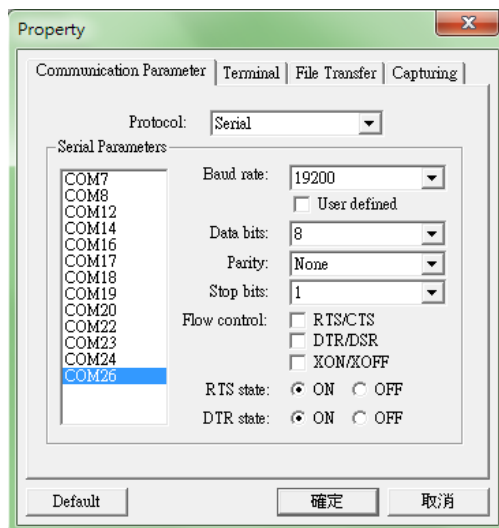 Property
Communication Parameter Terminal File Transfer Capturing
Protocol: Serial
Serial Parameters
COM7
COM8
COM12
COM14
COM16
COM17
COM18
COM19
COM20
COM22
COM23
COM24
COM26
Baud rate: 19200
User defined
Data bits: 8
Parity: None
Stop bits: 1
Flow control: RTS/CTS
DTR/DSR
XON/XOFF
RTS state: ON OFF
DTR state: ON OFF
Default 確定 取消